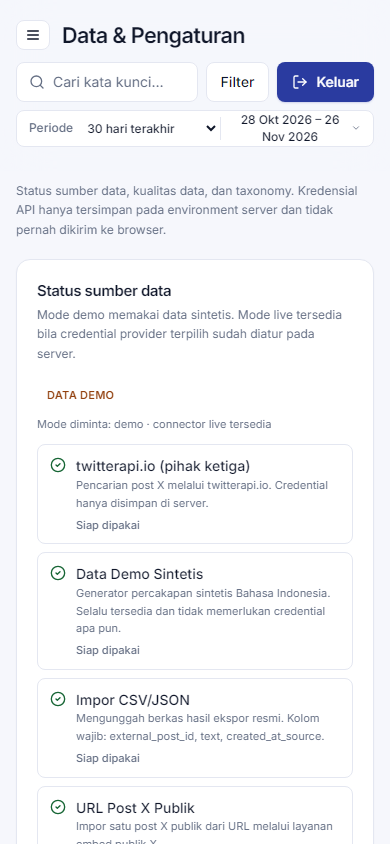 Data & Pengaturan
Cari kata kunci...
Filter
Keluar
Periode
30 hari terakhir
28 Okt 2026 – 26
Nov 2026
Status sumber data, kualitas data, dan taxonomy. Kredensial
API hanya tersimpan pada environment server dan tidak
pernah dikirim ke browser.
Status sumber data
Mode demo memakai data sintetis. Mode live tersedia
bila credential provider terpilih sudah diatur pada
server.
DATA DEMO
Mode diminta: demo · connector live tersedia
twitterapi.io (pihak ketiga)
Pencarian post X melalui twitterapi.io. Credential
hanya disimpan di server.
Siap dipakai
Data Demo Sintetis
Generator percakapan sintetis Bahasa Indonesia.
Selalu tersedia dan tidak memerlukan credential
apa pun.
Siap dipakai
Impor CSV/JSON
Mengunggah berkas hasil ekspor resmi. Kolom
wajib: external_post_id, text, created_at_source.
Siap dipakai
URL Post X Publik
Impor satu post X publik dari URL melalui layanan
embed publik X.